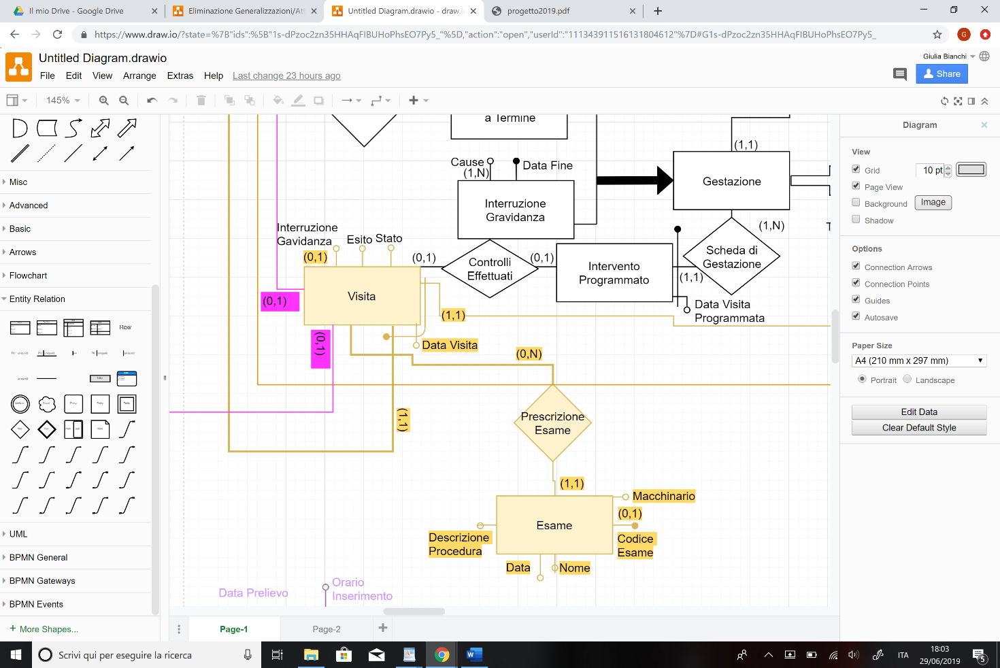 Il mio Drive - Google Drive
Eliminazione Generalizzazioni/Att
Untitled Diagram.drawio - draw.i
progetto2019.pdf
https://www.draw.io/?state=%7B"ids":%5B"1s-dPzoc2zn35HHAqFIBUHoPhsEO7Py5_"%5D,"action":"open","userId":"111343911516131804612"%7D#G1s-dPzoc2zn35HHAqFIBUHoPhsEO7Py5_
G
Untitled Diagram.drawio
Giulia Bianchi
File Edit View Arrange Extras Help Last change 23 hours ago
Share
145%
Misc
Advanced
Basic
Arrows
Flowchart
Entity Relation
Row
UML
BPMN General
BPMN Gateways
BPMN Events
+ More Shapes...
a Termine
Cause
(1,N)
Data Fine
(1,1)
Gestazione
Interruzione
Gravidanza
Interruzione
Gavidanza
Esito
Stato
(0,1)
(0,1)
Controlli
Effettuati
(0,1)
Intervento
Programmato
(1,N)
Scheda di
Gestazione
(1,1)
T
Visita
(0,1)
(1,1)
Data Visita
Programmata
(0,1)
Data Visita
(0,N)
(1,1)
Prescrizione
Esame
(1,1)
Macchinario
(0,1)
Esame
Descrizione
Procedura
Codice
Esame
Data
Nome
Data Prelievo
Orario
Inserimento
Diagram
View
Grid
10 pt
Page View
Background
Image
Shadow
Options
Connection Arrows
Connection Points
Guides
Autosave
Paper Size
A4 (210 mm x 297 mm)
Portrait
Landscape
Edit Data
Clear Default Style
Page-1
Page-2
Scrivi qui per eseguire la ricerca
ITA
18:03
29/06/2019
5